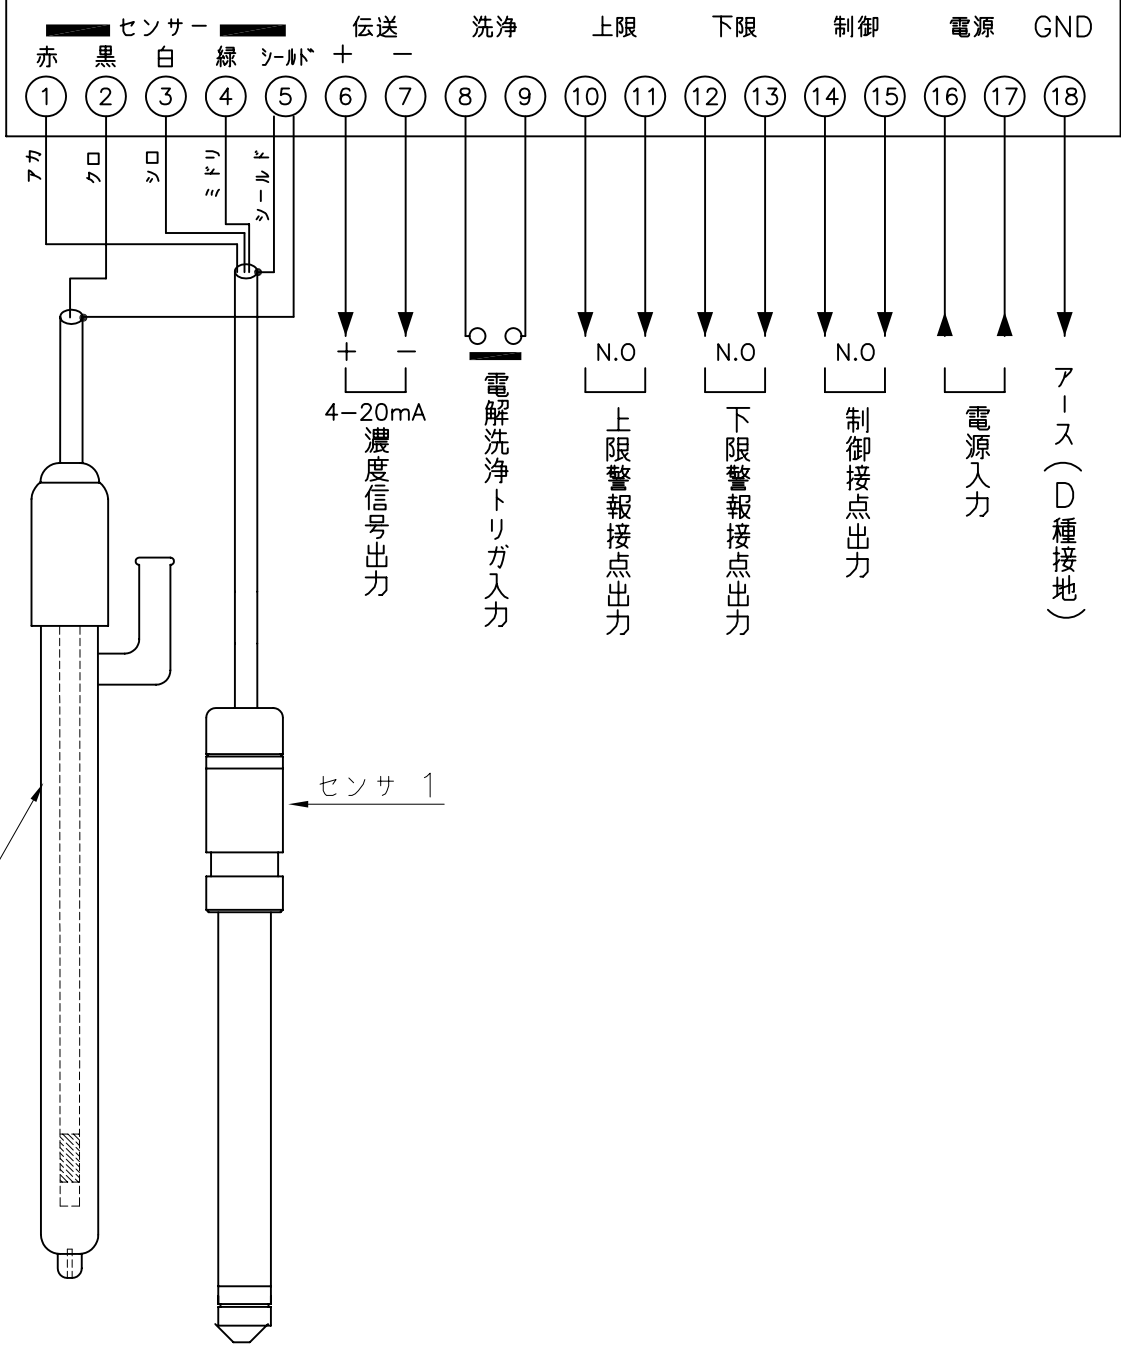 センサー 伝送 洗浄 上限 下限 制御 電源 GND
赤 黒 白 緑 シールド + −
1 2 3 4 5 6 7 8 9 10 11 12 13 14 15 16 17 18
アカ
クロ
シロ
ミドリ
シールド
+ −
4−20mA
濃度信号出力
電解洗浄トリガ入力
N.O
上限警報接点出力
N.O
下限警報接点出力
N.O
制御接点出力
電源入力
アース(D種接地)
センサ 1